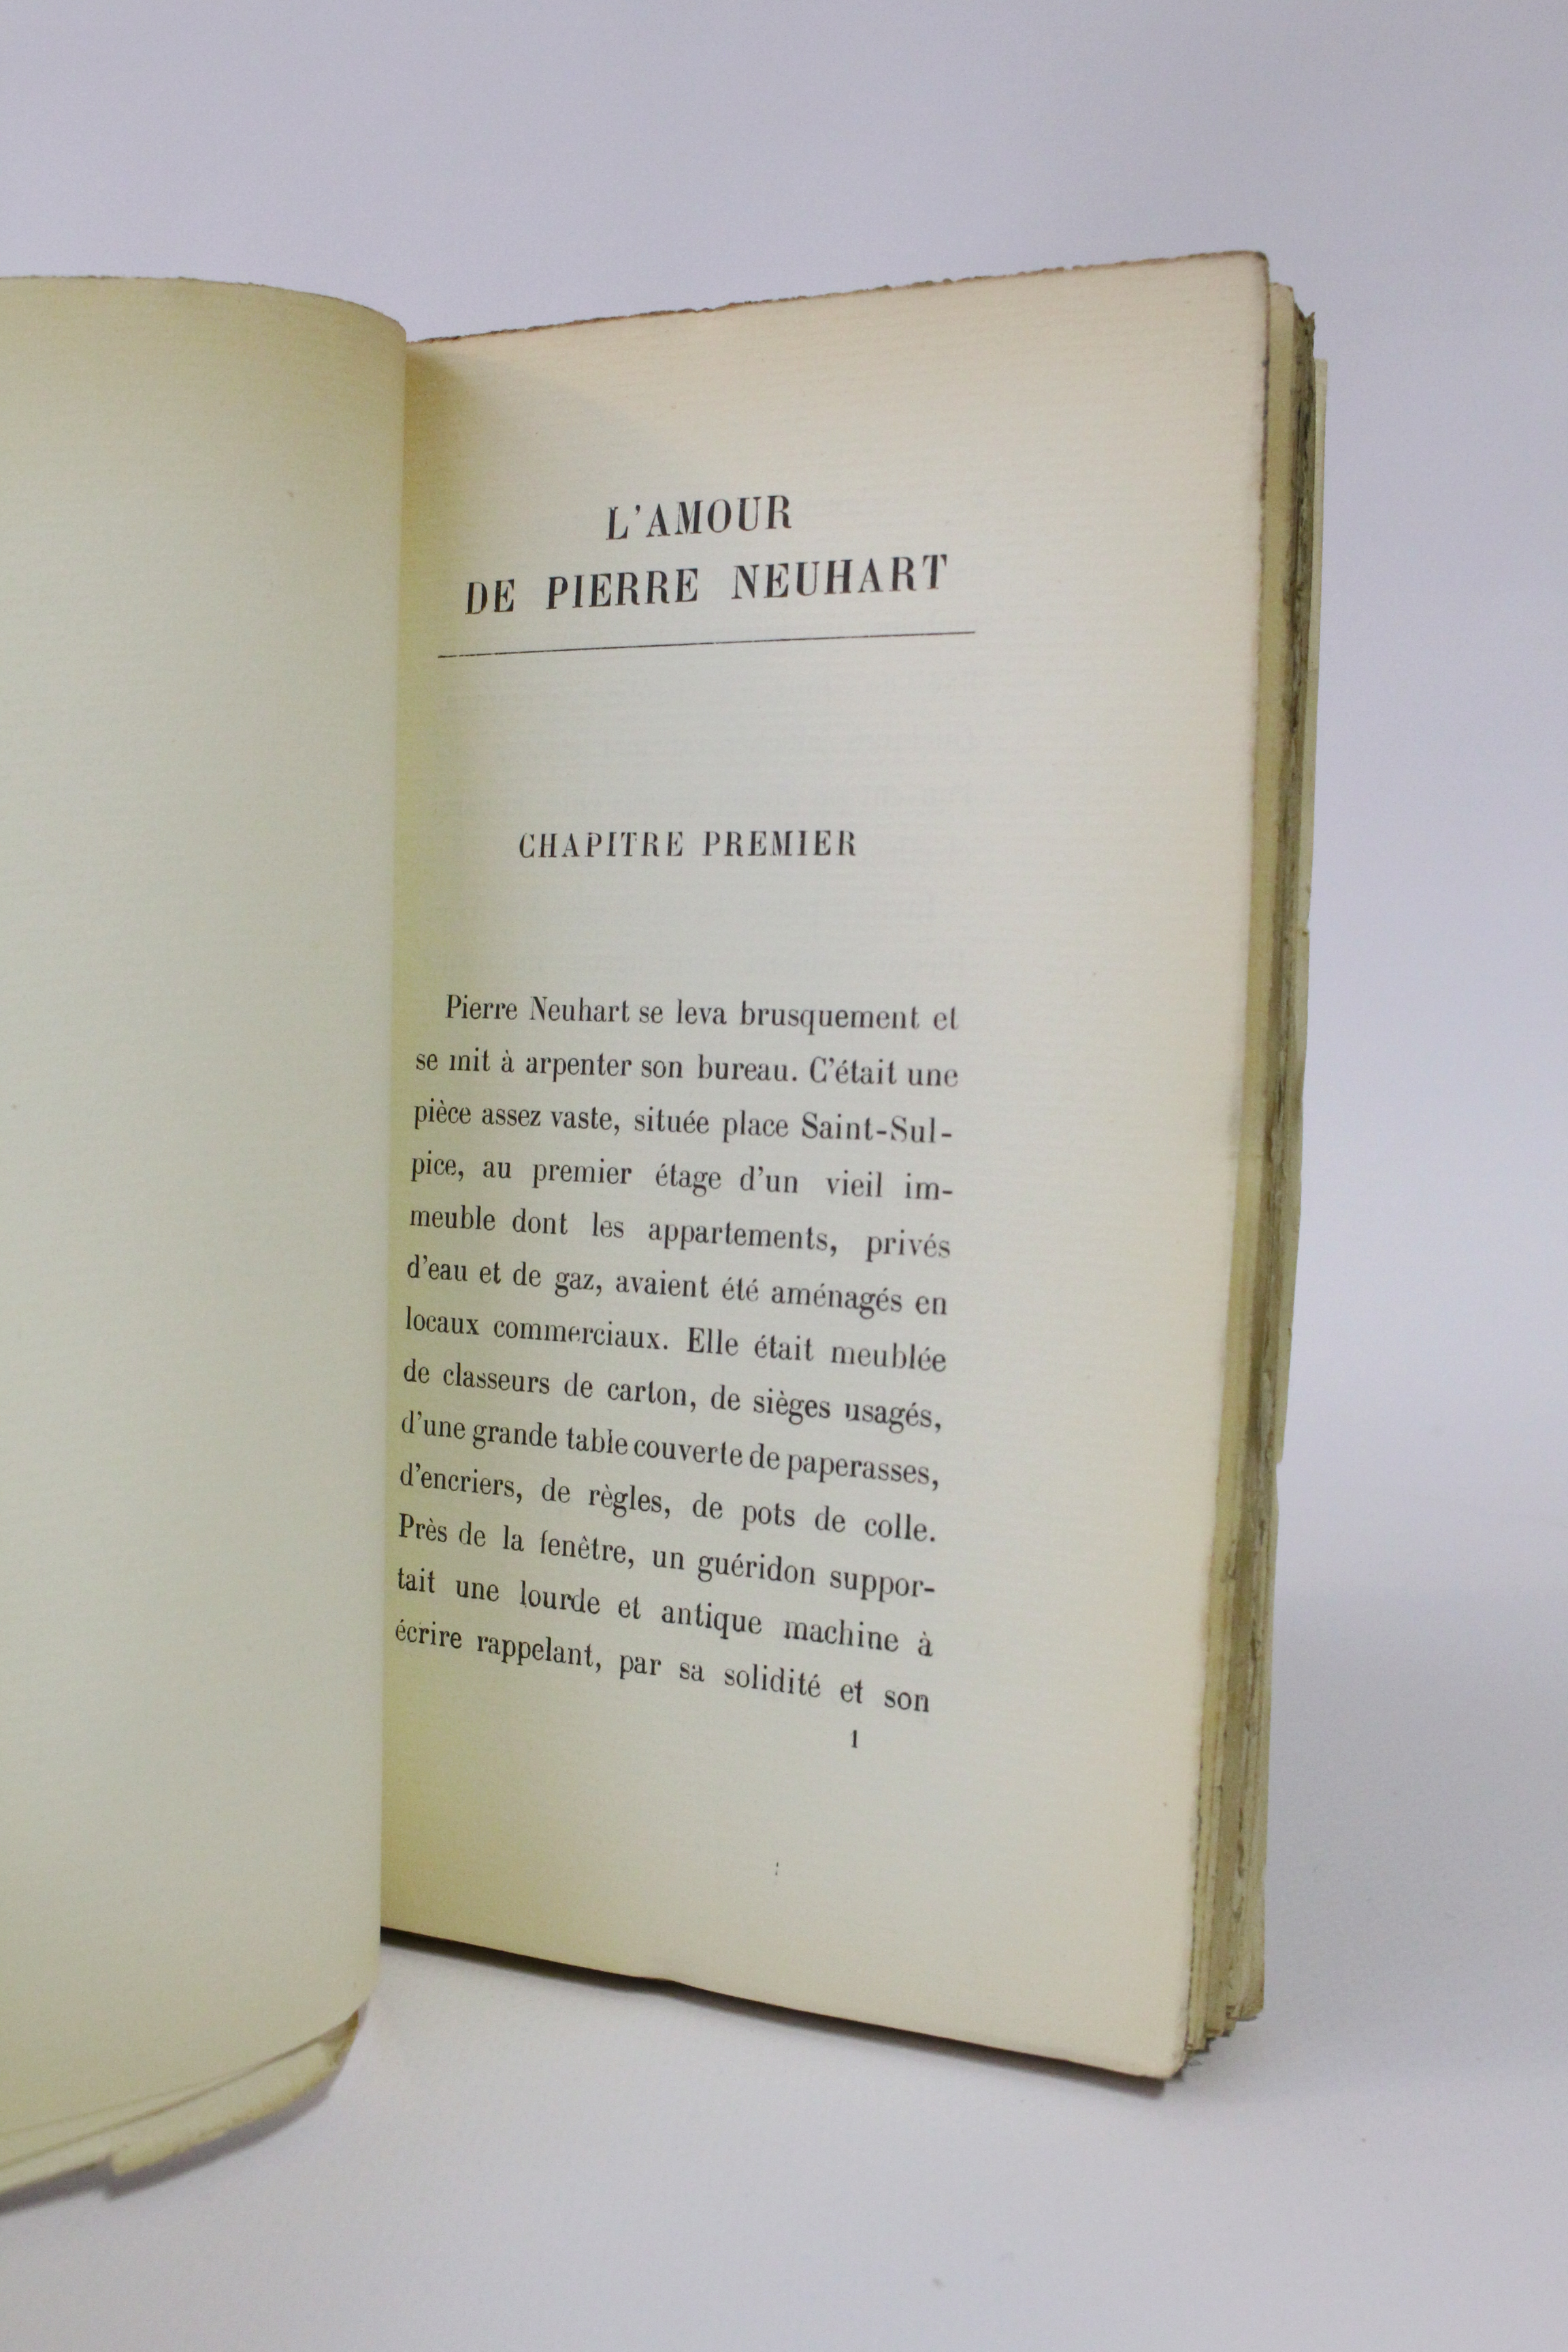 L'AMOUR
DE PIERRE NEUHART
CHAPITRE PREMIER
Pierre Neuhart se leva brusquement et
se mit à arpenter son bureau. C'était une
pièce assez vaste, située place Saint-Sul-
pice, au premier étage d'un vieil im-
meuble dont les appartements, privés
d'eau et de gaz, avaient été aménagés en
locaux commerciaux. Elle était meublée
de classeurs de carton, de sièges usagés,
d'une grande table couverte de paperasses,
d'encriers, de règles, de pots de colle.
Près de la fenêtre, un guéridon suppor-
tait une lourde et antique machine à
écrire rappelant, par sa solidité et son
1